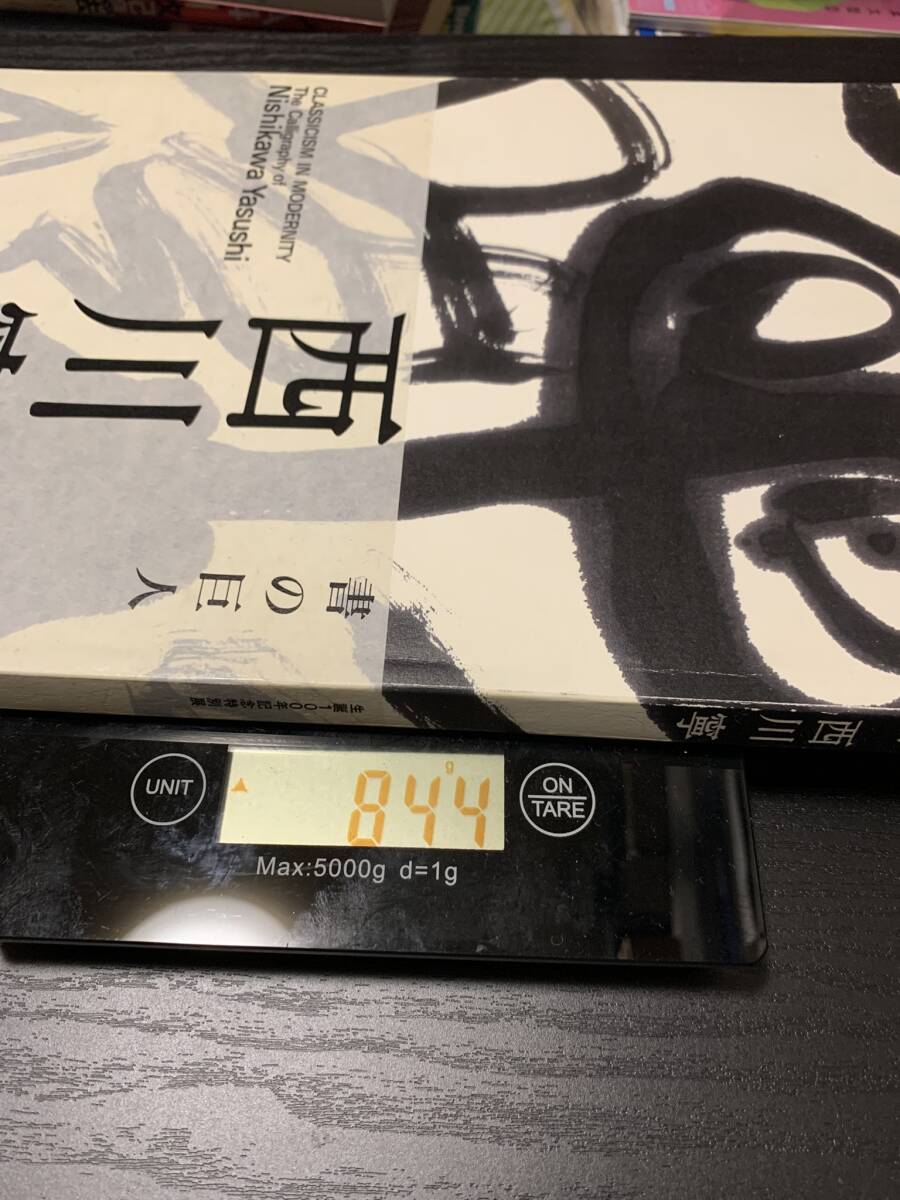 CLASSICISM IN MODERNITY
The Calligraphy of
Nishikawa Yasushi
西川
書の巨人
生誕100年記念特別展
西川寧
UNIT
844 g
ON
TARE
Max:5000g d=1g